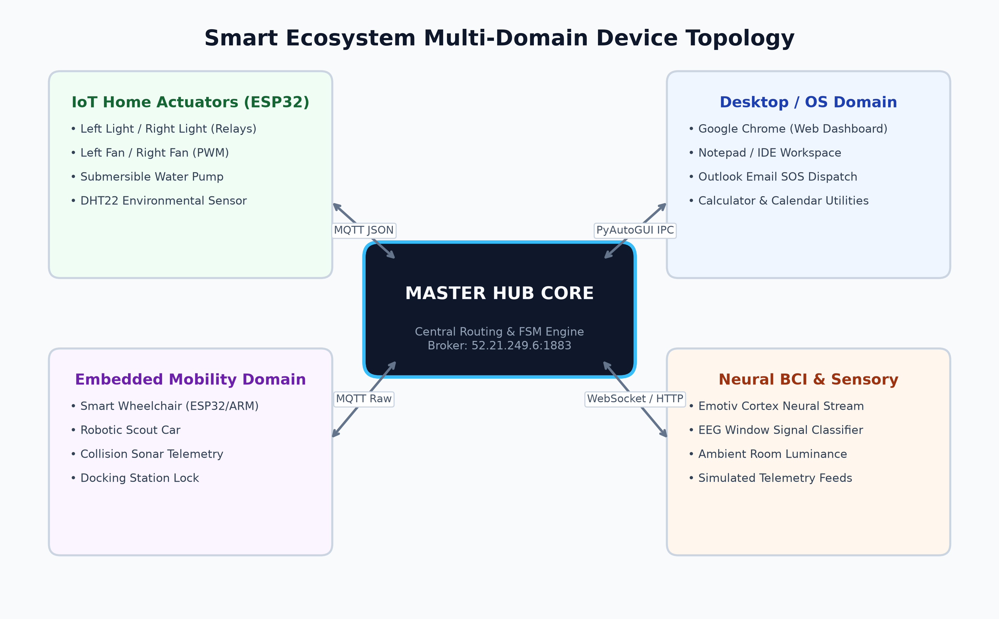 Smart Ecosystem Multi-Domain Device Topology
IoT Home Actuators (ESP32)
• Left Light / Right Light (Relays)
• Left Fan / Right Fan (PWM)
• Submersible Water Pump
• DHT22 Environmental Sensor
Desktop / OS Domain
• Google Chrome (Web Dashboard)
• Notepad / IDE Workspace
• Outlook Email SOS Dispatch
• Calculator & Calendar Utilities
MQTT JSON
PyAutoGUI IPC
MASTER HUB CORE
Central Routing & FSM Engine
Broker: 52.21.249.6:1883
MQTT Raw
WebSocket / HTTP
Embedded Mobility Domain
• Smart Wheelchair (ESP32/ARM)
• Robotic Scout Car
• Collision Sonar Telemetry
• Docking Station Lock
Neural BCI & Sensory
• Emotiv Cortex Neural Stream
• EEG Window Signal Classifier
• Ambient Room Luminance
• Simulated Telemetry Feeds